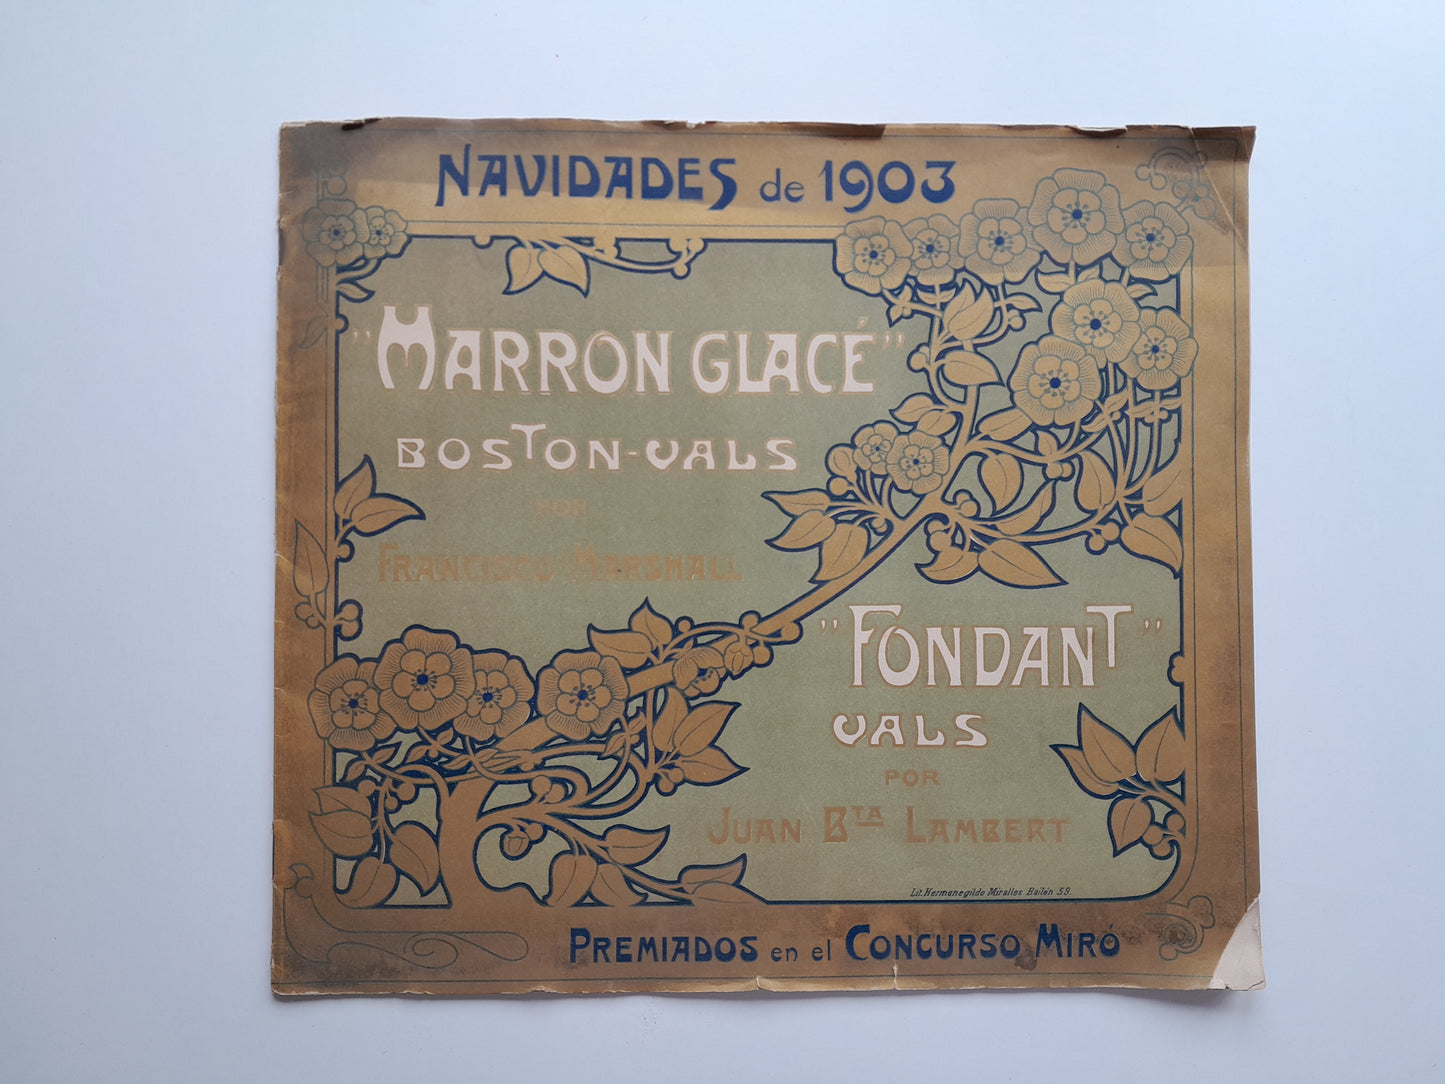 NAVIDADES de 1903
"MARRON GLACÉ"
BOSTON-VALS
POR
FRANCISCO MARSHALL
"FONDANT"
VALS
POR
JUAN BTA LAMBERT
Lit. Hermenegildo Miralles Bailén 59.
PREMIADOS en el CONCURSO MIRÓ